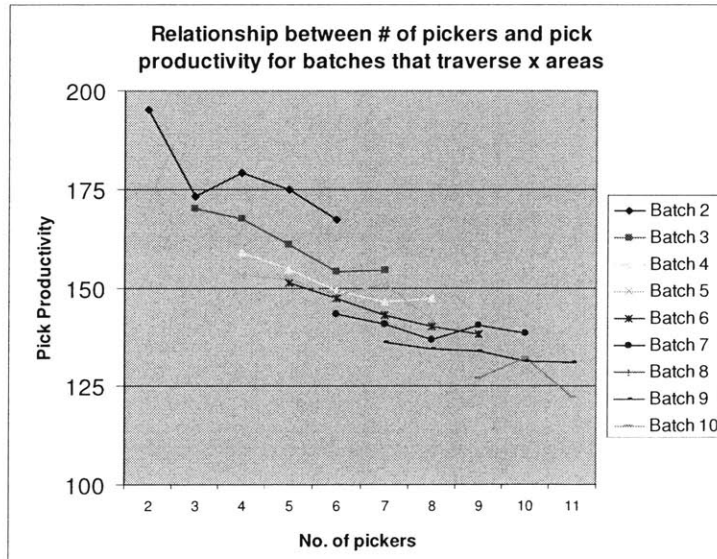 Relationship between # of pickers and pick
productivity for batches that traverse x areas
Pick Productivity
200
175
150
125
100
2 3 4 5 6 7 8 9 10 11
No. of pickers
Batch 2
Batch 3
Batch 4
Batch 5
Batch 6
Batch 7
Batch 8
Batch 9
Batch 10